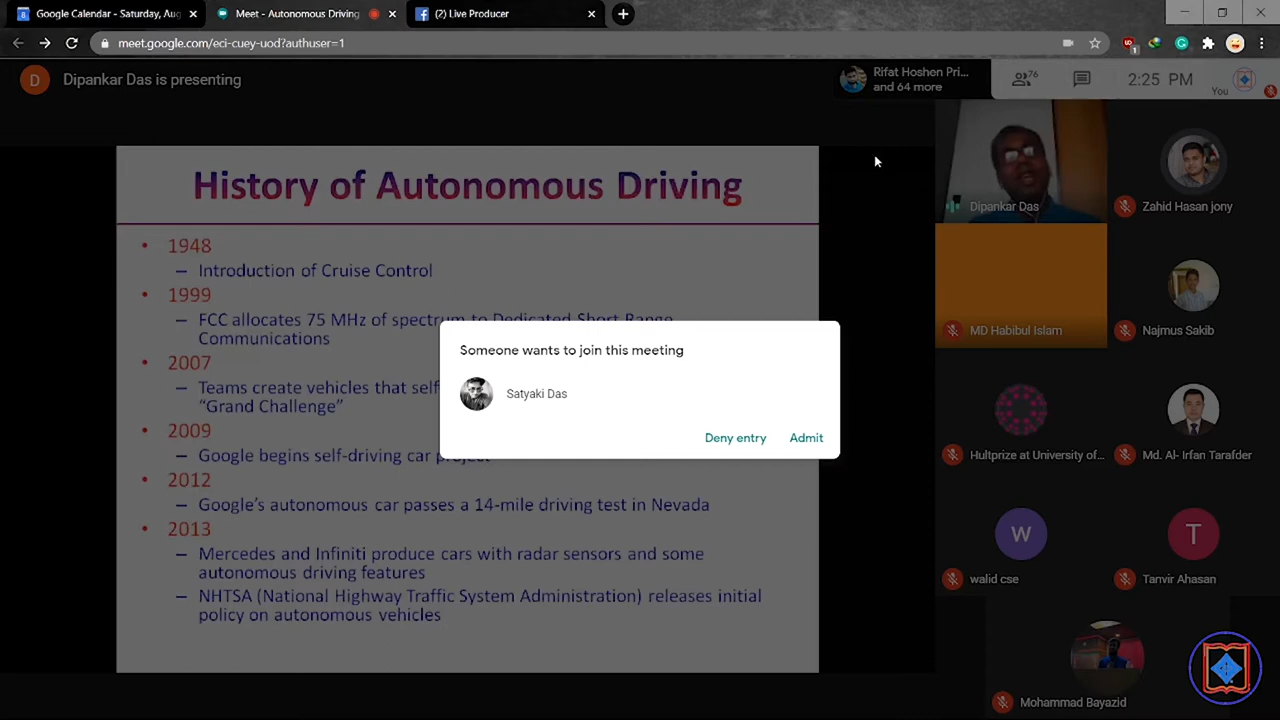 Google Calendar - Saturday, Aug
Meet - Autonomous Driving
(2) Live Producer
meet.google.com/eci-cuey-uod?authuser=1
D
Dipankar Das is presenting
Rifat Hoshen Pri...
and 64 more
76
2:25 PM
You
History of Autonomous Driving
• 1948
– Introduction of Cruise Control
• 1999
– FCC allocates 75 MHz of spectrum to Dedicated Short Range
Communications
• 2007
– Teams create vehicles that self
"Grand Challenge"
• 2009
– Google begins self-driving car project
• 2012
– Google's autonomous car passes a 14-mile driving test in Nevada
• 2013
– Mercedes and Infiniti produce cars with radar sensors and some
autonomous driving features
– NHTSA (National Highway Traffic System Administration) releases initial
policy on autonomous vehicles
Someone wants to join this meeting
Satyaki Das
Deny entry Admit
Dipankar Das
Zahid Hasan jony
MD Habibul Islam
Najmus Sakib
Hultprize at University of...
Md. Al- Irfan Tarafder
w
walid cse
T
Tanvir Ahasan
Mohammad Bayazid